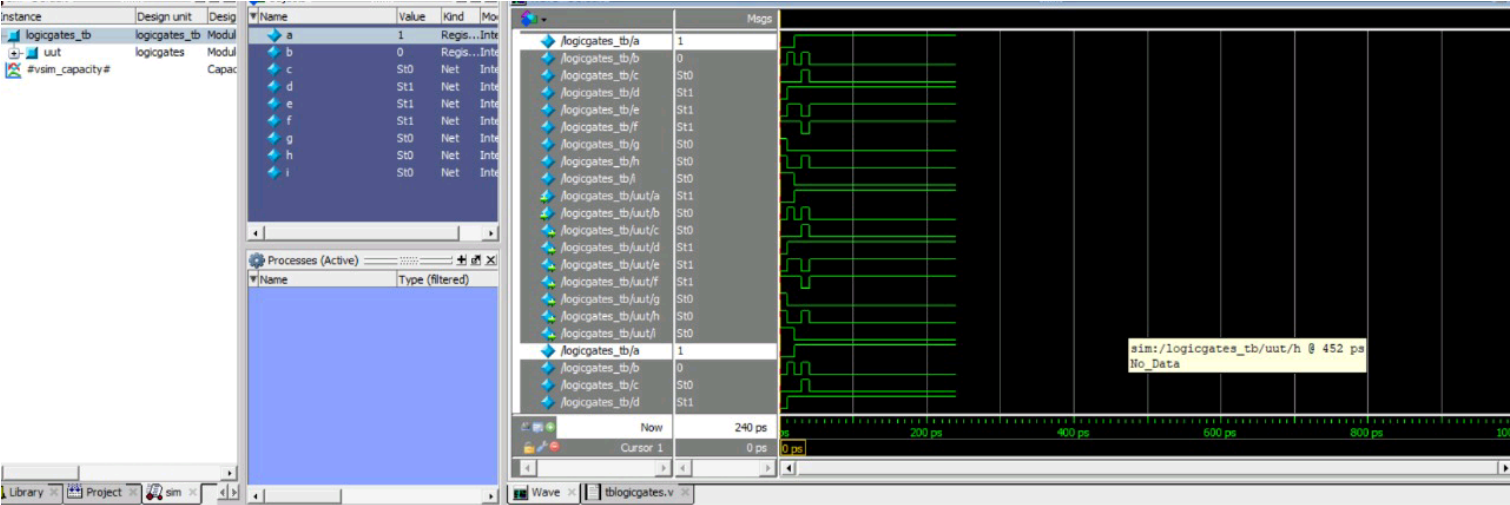 Instance Design unit Desig
logicgates_tb logicgates_tb Modul
uut logicgates Modul
#vsim_capacity# Capac
Library Project sim
Name Value Kind Mo
a 1 Regis... Inte
b 0 Regis... Inte
c St0 Net Inte
d St1 Net Inte
e St1 Net Inte
f St1 Net Inte
g St0 Net Inte
h St0 Net Inte
i St0 Net Inte
Processes (Active)
Name Type (filtered)
Msgs
/logicgates_tb/a 1
/logicgates_tb/b 0
/logicgates_tb/c St0
/logicgates_tb/d St1
/logicgates_tb/e St1
/logicgates_tb/f St1
/logicgates_tb/g St0
/logicgates_tb/h St0
/logicgates_tb/i St0
/logicgates_tb/uut/a St1
/logicgates_tb/uut/b St0
/logicgates_tb/uut/c St0
/logicgates_tb/uut/d St1
/logicgates_tb/uut/e St1
/logicgates_tb/uut/f St1
/logicgates_tb/uut/g St0
/logicgates_tb/uut/h St0
/logicgates_tb/uut/i St0
/logicgates_tb/a 1
/logicgates_tb/b 0
/logicgates_tb/c St0
/logicgates_tb/d St1
sim:/logicgates_tb/uut/h @ 452 ps
No_Data
Now 240 ps
ps 200 ps 400 ps 600 ps 800 ps 100
Cursor 1 0 ps
0 ps
Wave tblogicgates.v